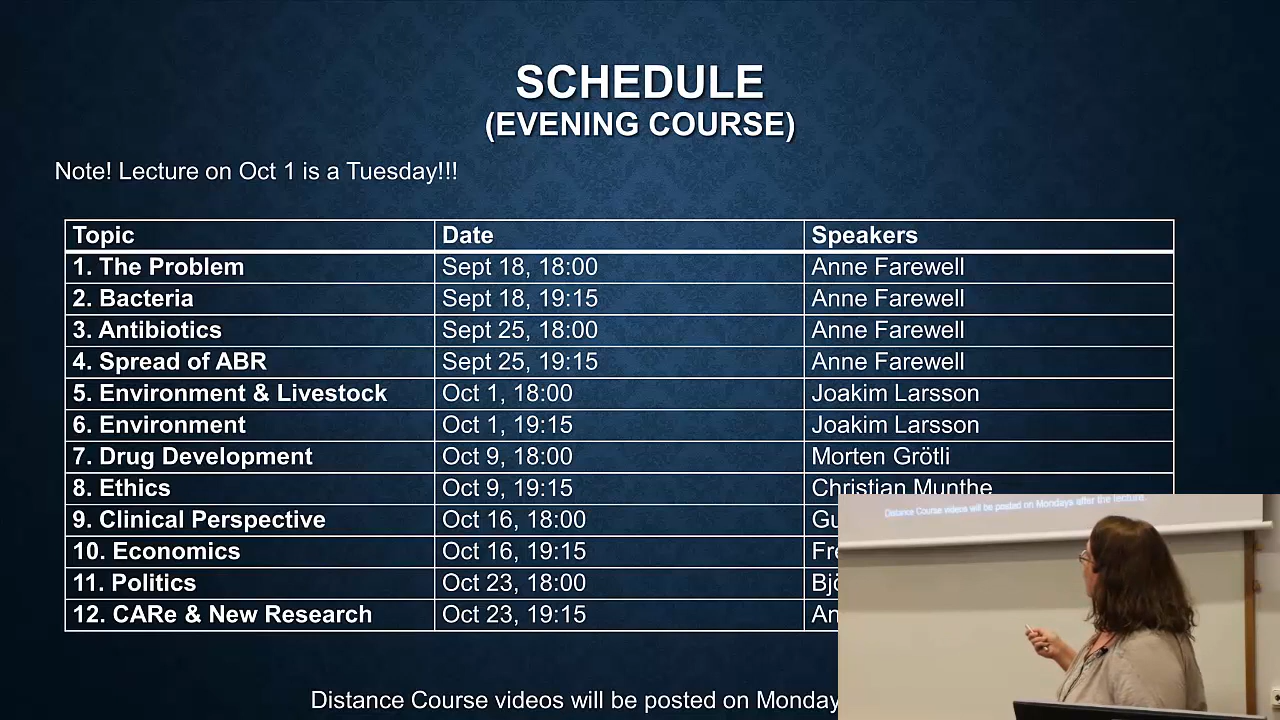 SCHEDULE
(EVENING COURSE)
Note! Lecture on Oct 1 is a Tuesday!!!
Topic Date Speakers
1. The Problem Sept 18, 18:00 Anne Farewell
2. Bacteria Sept 18, 19:15 Anne Farewell
3. Antibiotics Sept 25, 18:00 Anne Farewell
4. Spread of ABR Sept 25, 19:15 Anne Farewell
5. Environment & Livestock Oct 1, 18:00 Joakim Larsson
6. Environment Oct 1, 19:15 Joakim Larsson
7. Drug Development Oct 9, 18:00 Morten Grötli
8. Ethics Oct 9, 19:15 Christian Munthe
9. Clinical Perspective Oct 16, 18:00 Gu
10. Economics Oct 16, 19:15 Fre
11. Politics Oct 23, 18:00 Bjö
12. CARe & New Research Oct 23, 19:15 An
Distance Course videos will be posted on Monday
Distance Course videos will be posted on Mondays after the lecture.